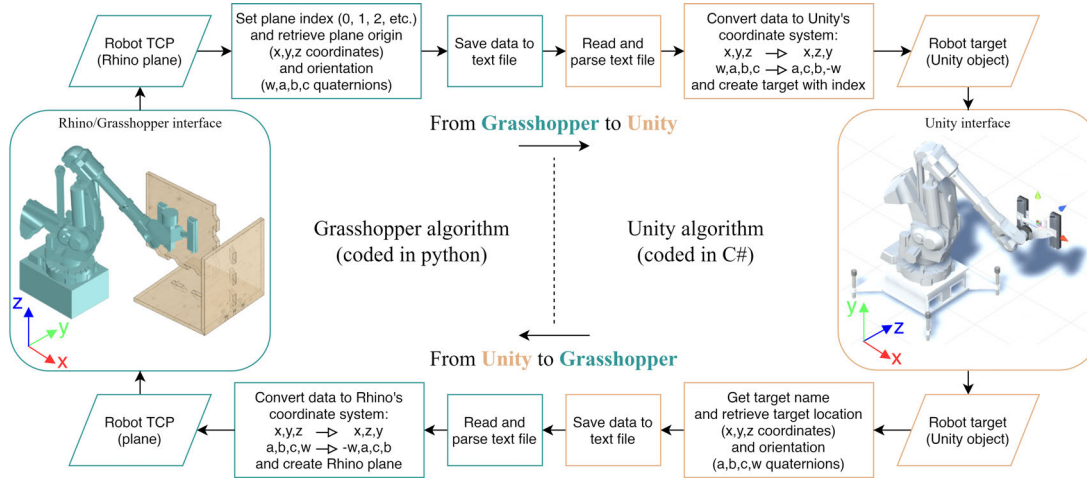 Robot TCP
(Rhino plane)
Set plane index (0, 1, 2, etc.)
and retrieve plane origin
(x,y,z coordinates)
and orientation
(w,a,b,c quaternions)
Save data to
text file
Read and
parse text file
Convert data to Unity's
coordinate system:
x,y,z → x,z,y
w,a,b,c → a,c,b,-w
and create target with index
Robot target
(Unity object)
From Grasshopper to Unity
Rhino/Grasshopper interface
z
y
x
Grasshopper algorithm
(coded in python)
Unity algorithm
(coded in C#)
Unity interface
y
z
x
From Unity to Grasshopper
Robot TCP
(plane)
Convert data to Rhino's
coordinate system:
x,y,z → x,z,y
a,b,c,w → -w,a,c,b
and create Rhino plane
Read and
parse text file
Save data to
text file
Get target name
and retrieve target location
(x,y,z coordinates)
and orientation
(a,b,c,w quaternions)
Robot target
(Unity object)